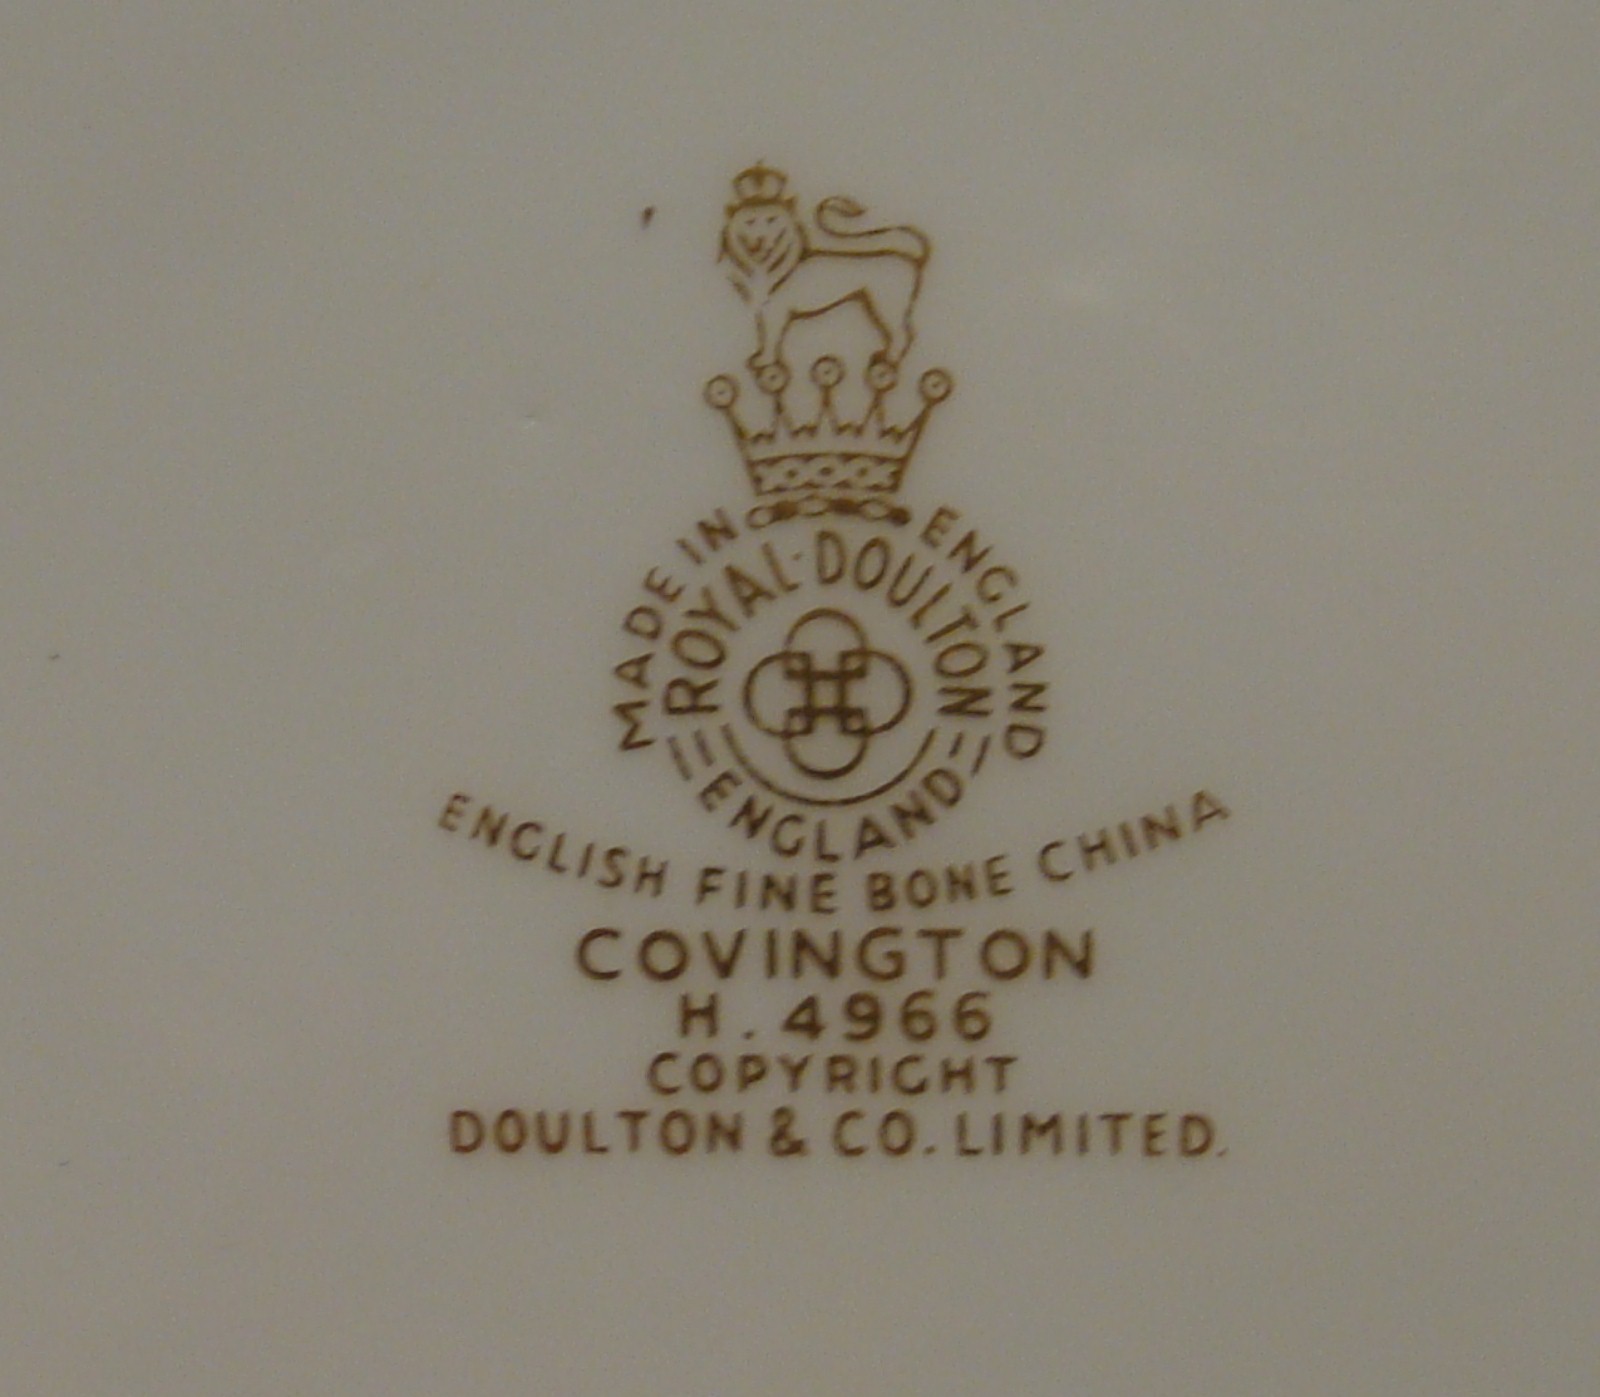 MADE IN ENGLAND
ROYAL·DOULTON
ENGLAND
ENGLISH FINE BONE CHINA
COVINGTON
H. 4966
COPYRIGHT
DOULTON & CO. LIMITED.